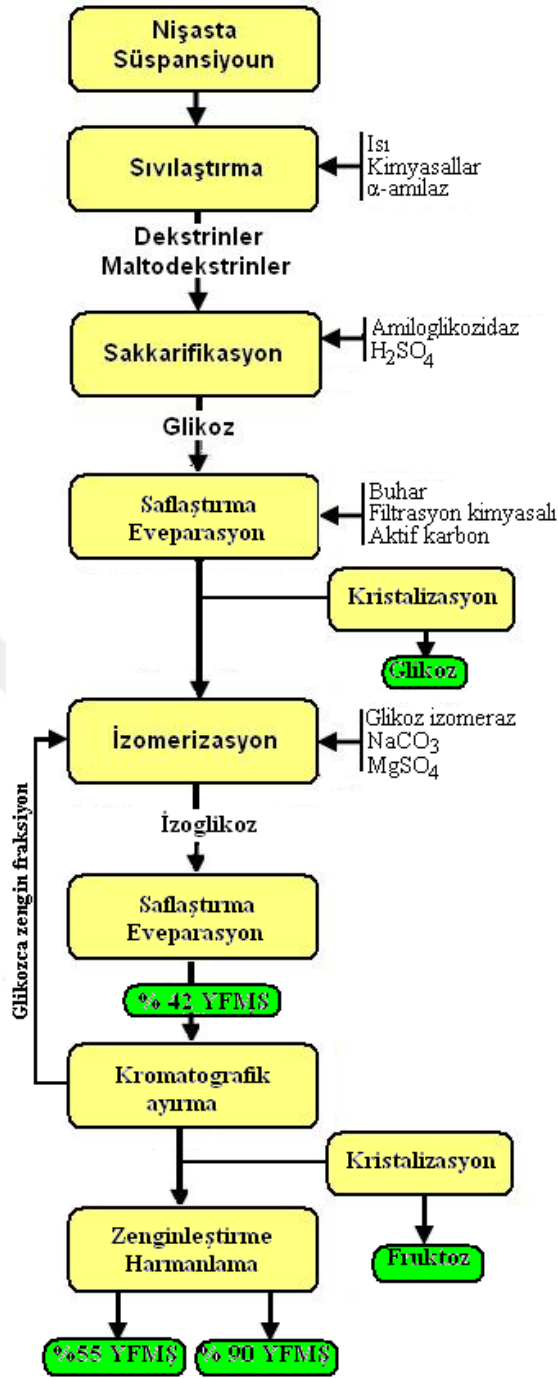 Nişasta
Süspansiyoun
Sıvılaştırma
Isı
Kimyasallar
α-amilaz
Dekstrinler
Maltodekstrinler
Sakkarifikasyon
Amiloglikozidaz
H₂SO₄
Glikoz
Saflaştırma
Eveparasyon
Buhar
Filtrasyon kimyasalı
Aktif karbon
Kristalizasyon
Glikoz
İzomerizasyon
Glikoz izomeraz
NaCO₃
MgSO₄
Glikozca zengin fraksiyon
İzoglikoz
Saflaştırma
Eveparasyon
% 42 YFMŞ
Kromatografik
ayırma
Kristalizasyon
Fruktoz
Zenginleştirme
Harmanlama
%55 YFMŞ
% 90 YFMŞ